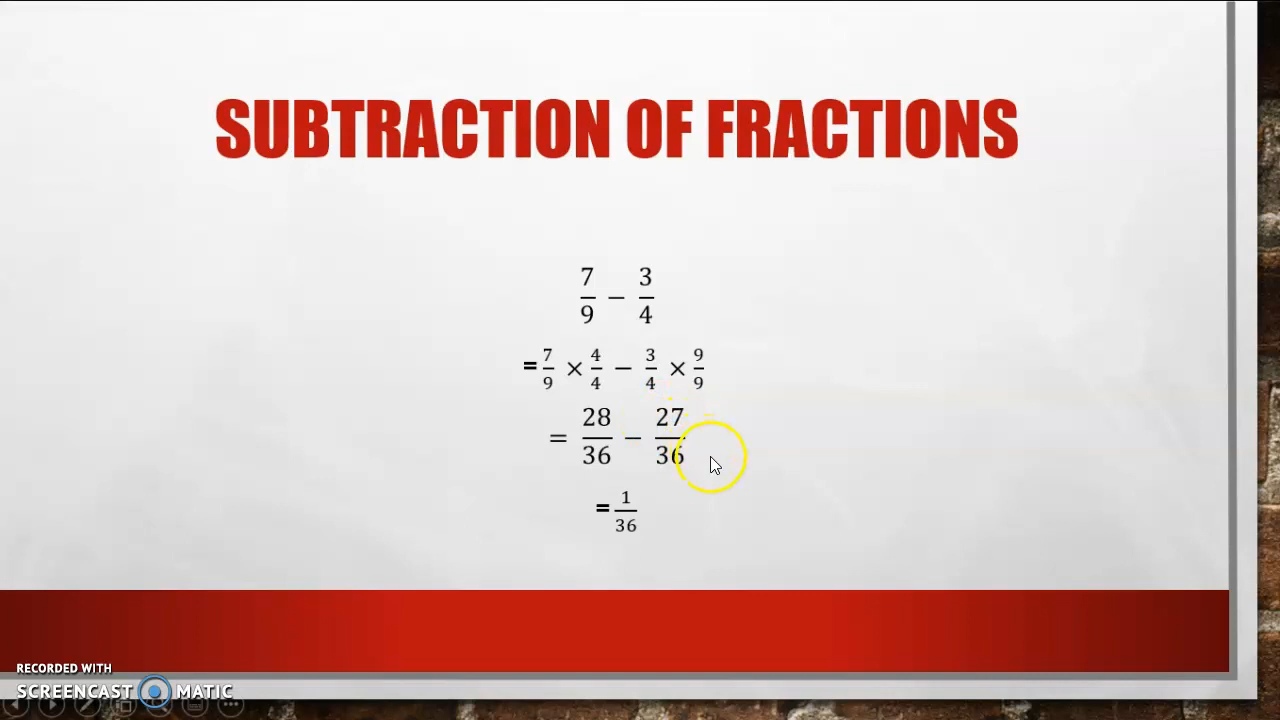 SUBTRACTION OF FRACTIONS
7/9 − 3/4
= 7/9 × 4/4 − 3/4 × 9/9
= 28/36 − 27/36
= 1/36
RECORDED WITH
SCREENCAST MATIC